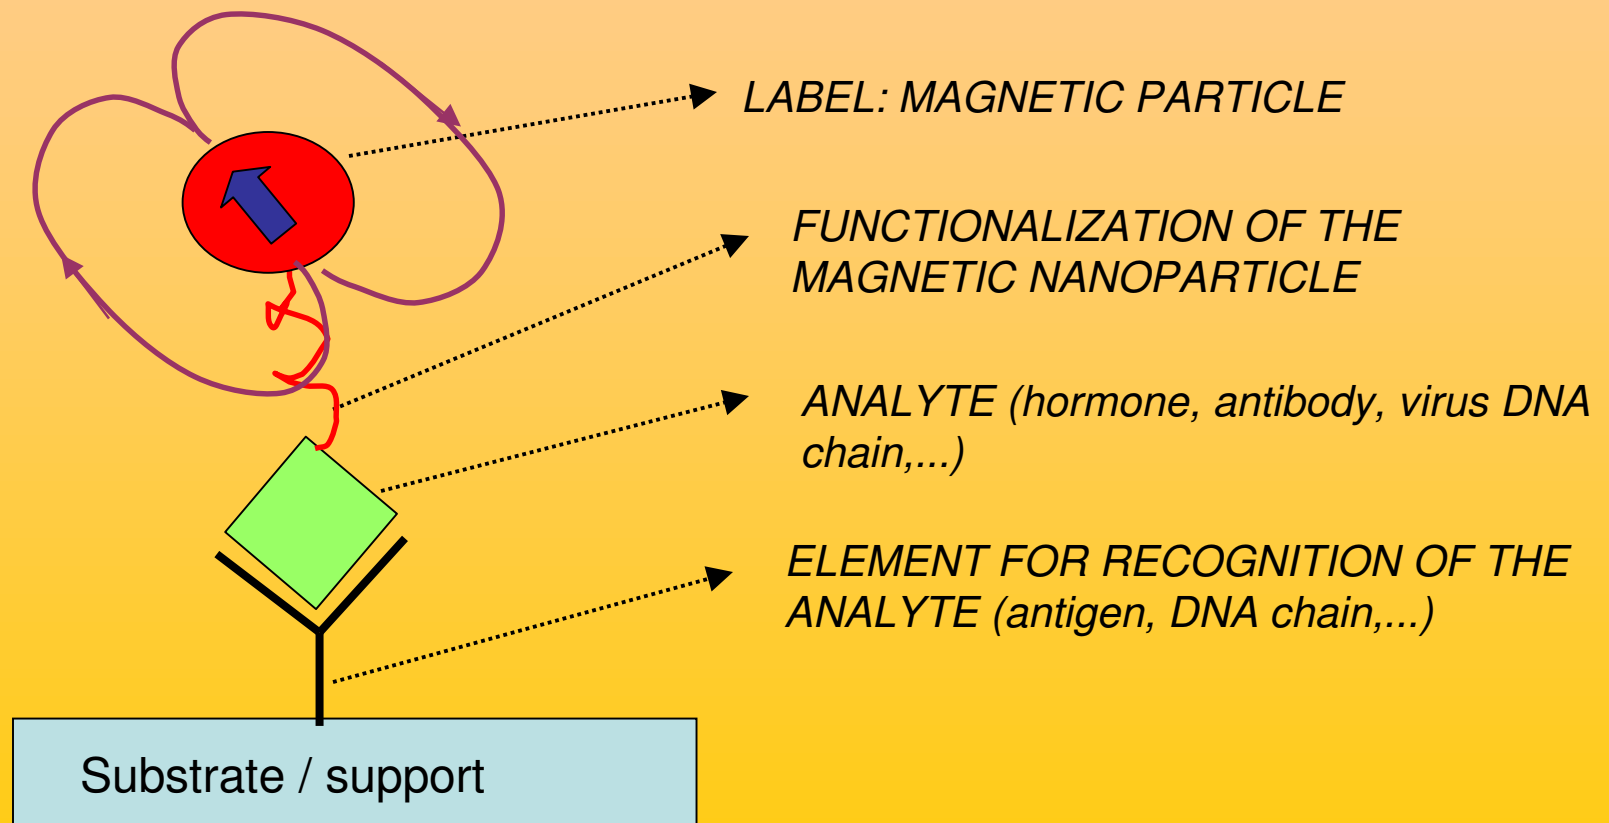 LABEL: MAGNETIC PARTICLE
FUNCTIONALIZATION OF THE
MAGNETIC NANOPARTICLE
ANALYTE (hormone, antibody, virus DNA
chain,...)
ELEMENT FOR RECOGNITION OF THE
ANALYTE (antigen, DNA chain,...)
Substrate / support